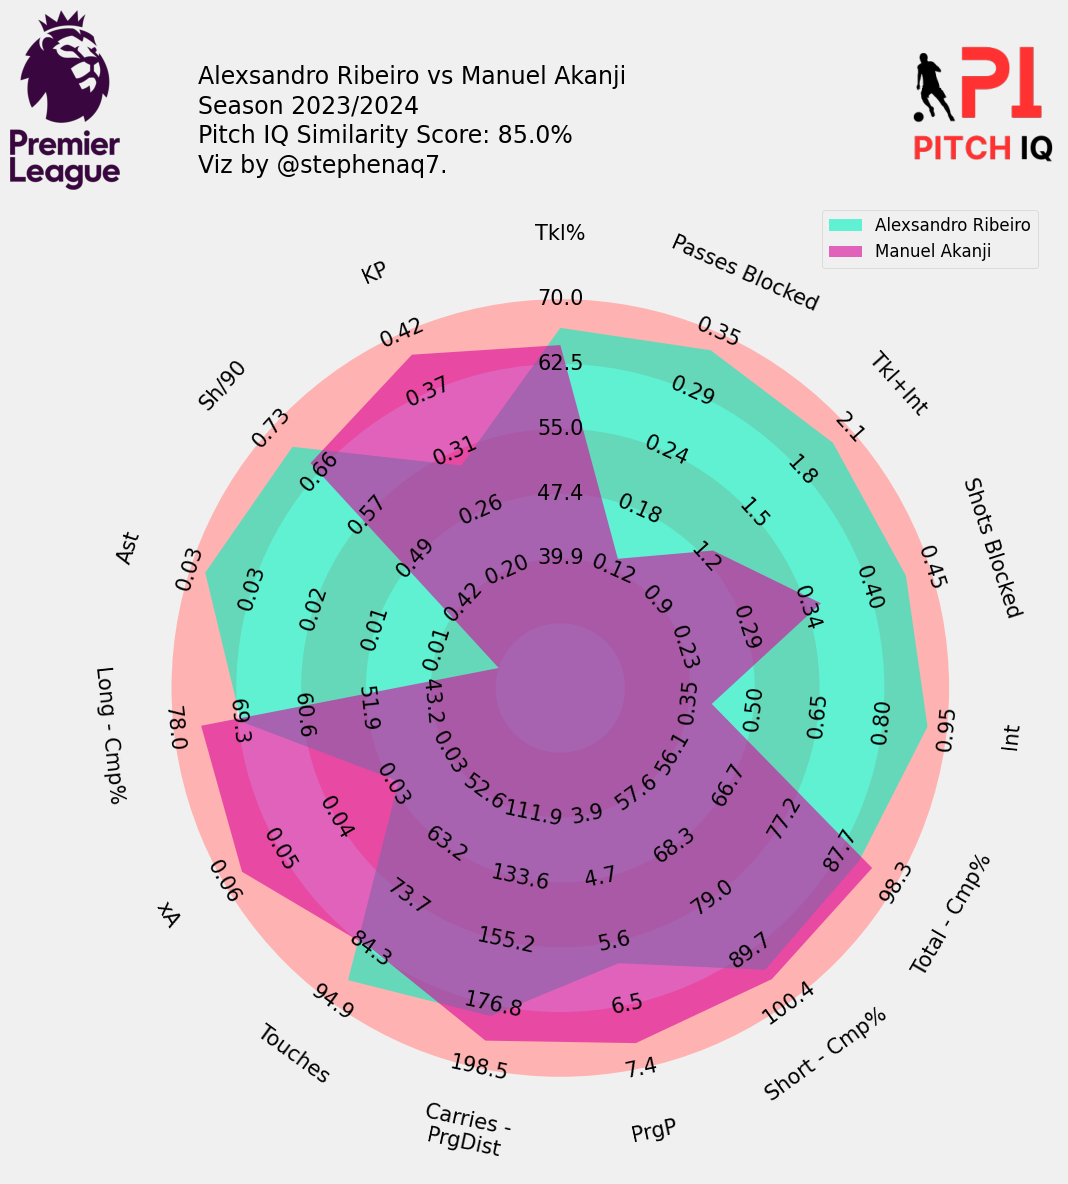 Premier
League
Alexsandro Ribeiro vs Manuel Akanji
Season 2023/2024
Pitch IQ Similarity Score: 85.0%
Viz by @stephenaq7.
PI
PITCH IQ
Alexsandro Ribeiro
Manuel Akanji
Tkl%
39.9
47.4
55.0
62.5
70.0
Passes Blocked
0.12
0.18
0.24
0.29
0.35
Tkl+Int
0.9
1.2
1.5
1.8
2.1
Shots Blocked
0.23
0.29
0.34
0.40
0.45
Int
0.35
0.50
0.65
0.80
0.95
Total - Cmp%
56.1
66.7
77.2
87.7
98.3
Short - Cmp%
57.6
68.3
79.0
89.7
100.4
PrgP
3.9
4.7
5.6
6.5
7.4
Carries -
PrgDist
111.9
133.6
155.2
176.8
198.5
Touches
52.6
63.2
73.7
84.3
94.9
xA
0.03
0.03
0.04
0.05
0.06
Long - Cmp%
43.2
51.9
60.6
69.3
78.0
Ast
0.01
0.01
0.02
0.03
0.03
Sh/90
0.42
0.49
0.57
0.66
0.73
KP
0.20
0.26
0.31
0.37
0.42